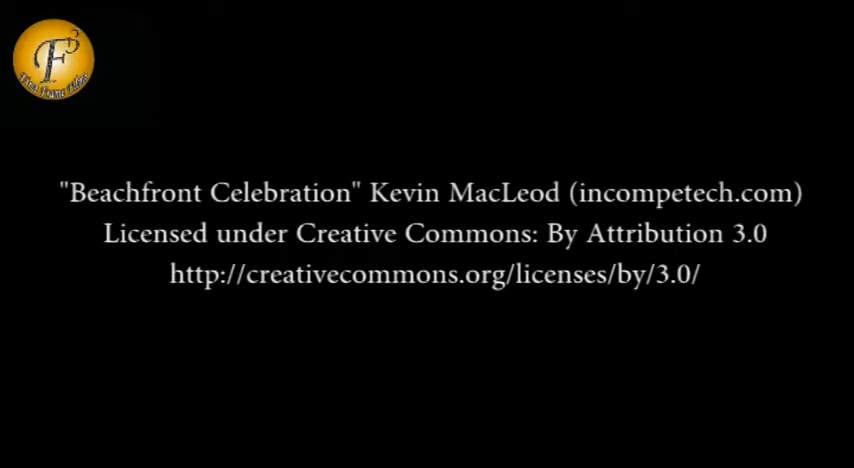 F3
"Beachfront Celebration" Kevin MacLeod (incompetech.com)
Licensed under Creative Commons: By Attribution 3.0
http://creativecommons.org/licenses/by/3.0/